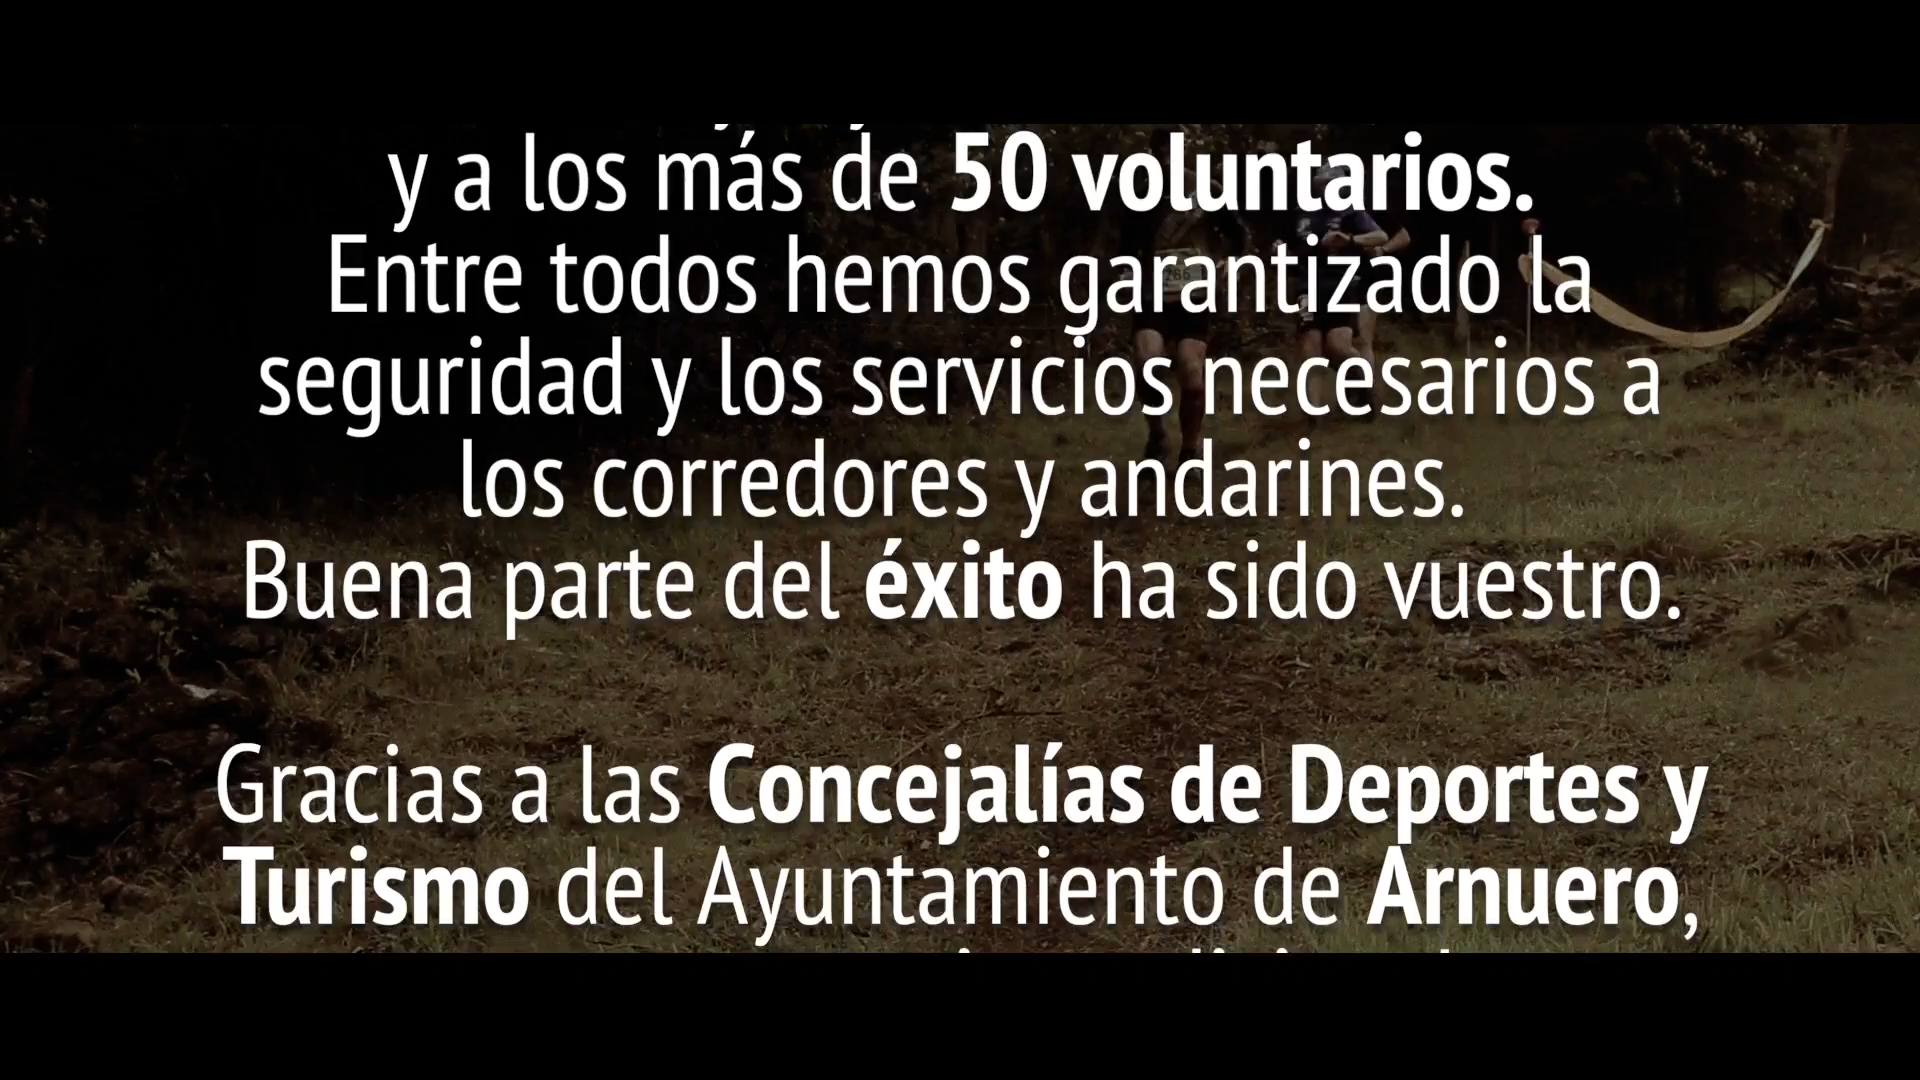 y a los más de 50 voluntarios.
Entre todos hemos garantizado la
seguridad y los servicios necesarios a
los corredores y andarines.
Buena parte del éxito ha sido vuestro.
Gracias a las Concejalías de Deportes y
Turismo del Ayuntamiento de Arnuero,